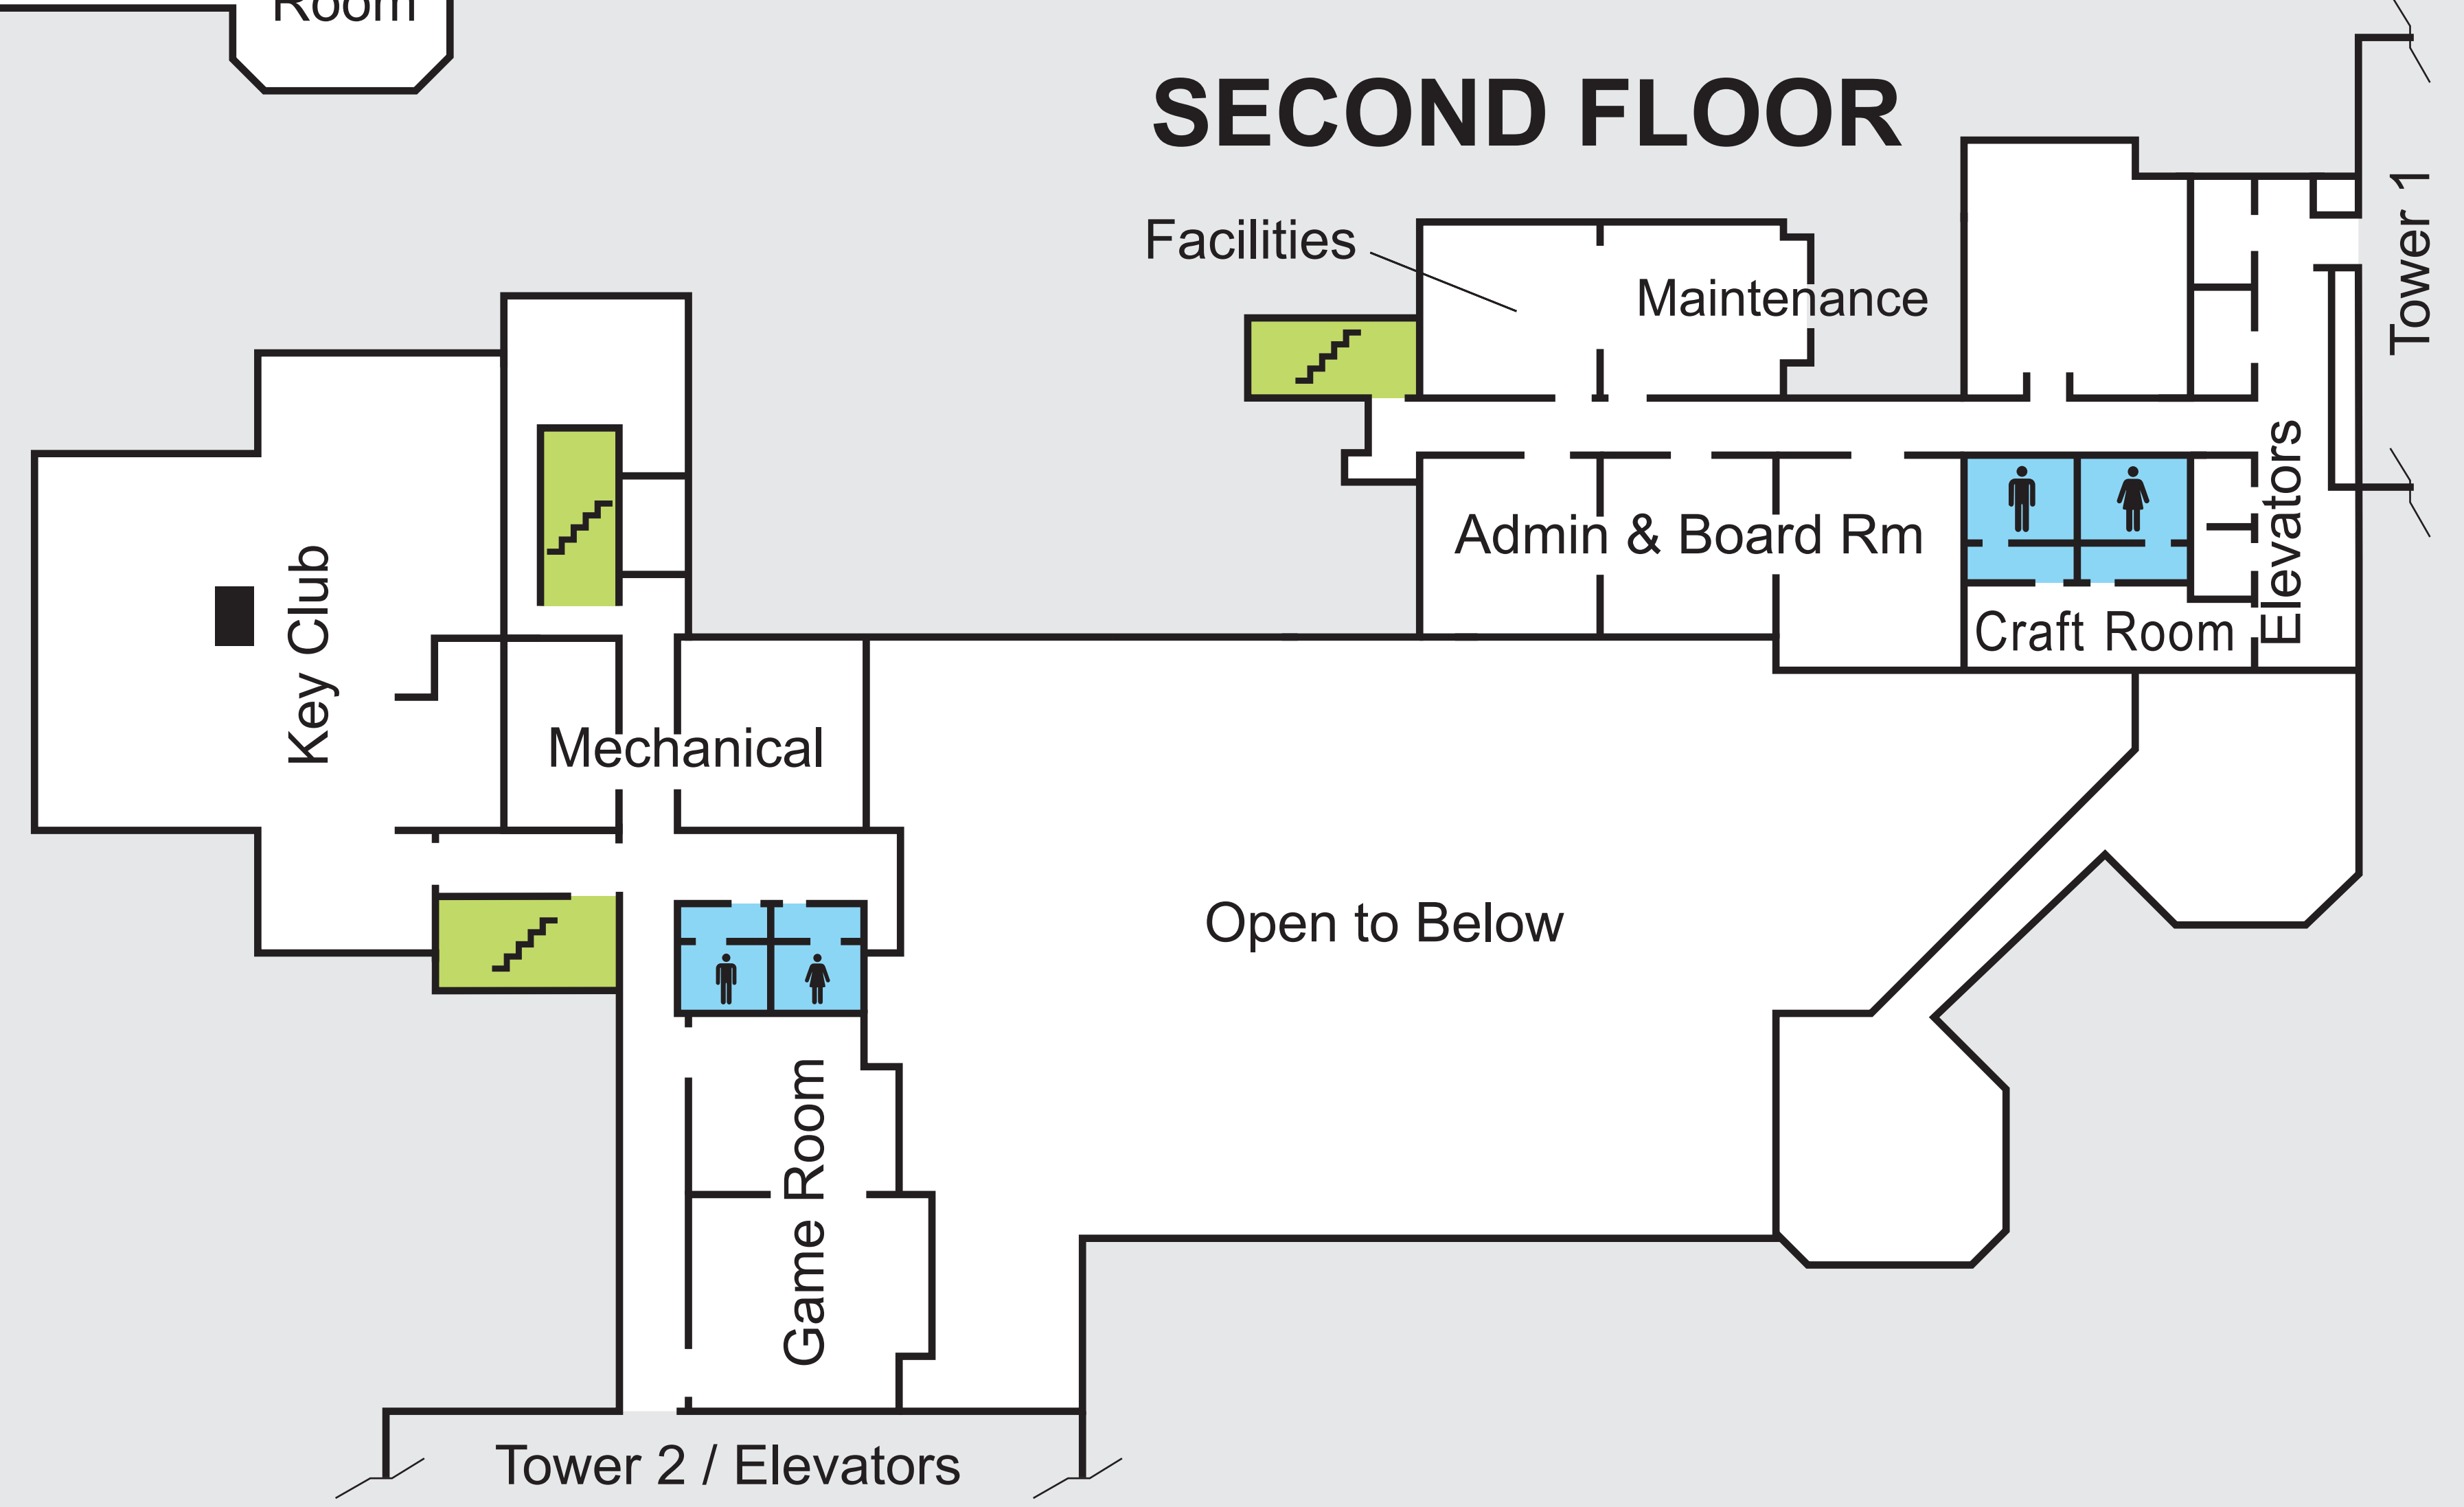 Room
SECOND FLOOR
Tower 1
Facilities
Maintenance
Elevators
Admin & Board Rm
Craft Room
Key Club
Mechanical
Open to Below
Game Room
Tower 2 / Elevators